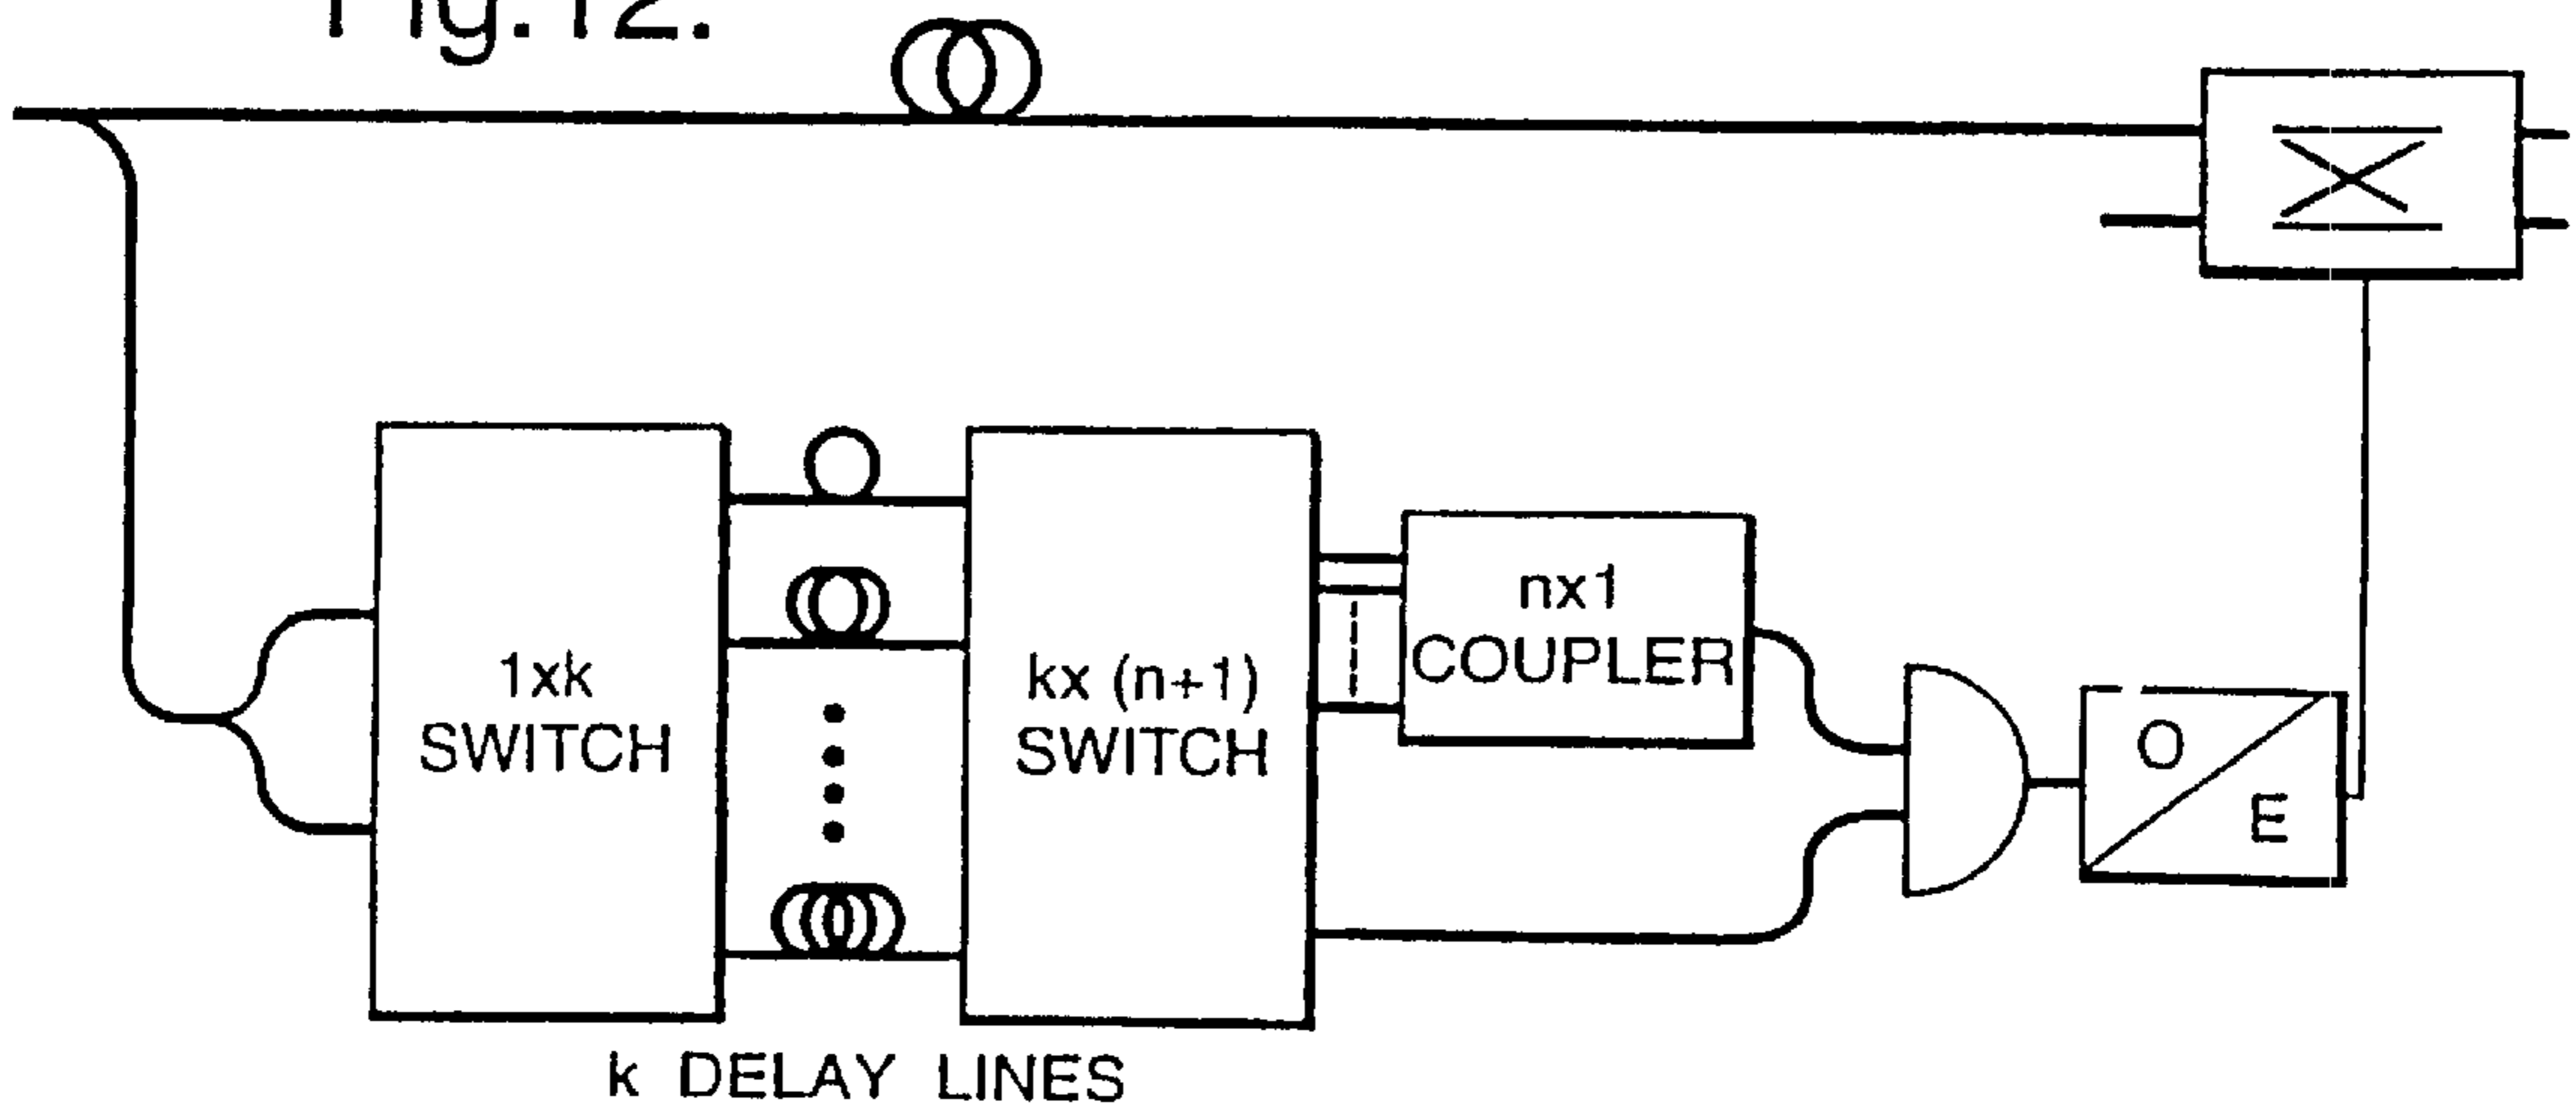 Fig.12.
1xk
SWITCH
kx (n+1)
SWITCH
nx1
COUPLER
O
E
k DELAY LINES